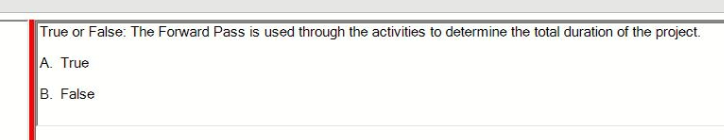 True or False: The Forward Pass is used through the activities to determine the total duration of the project.
A. True
B. False